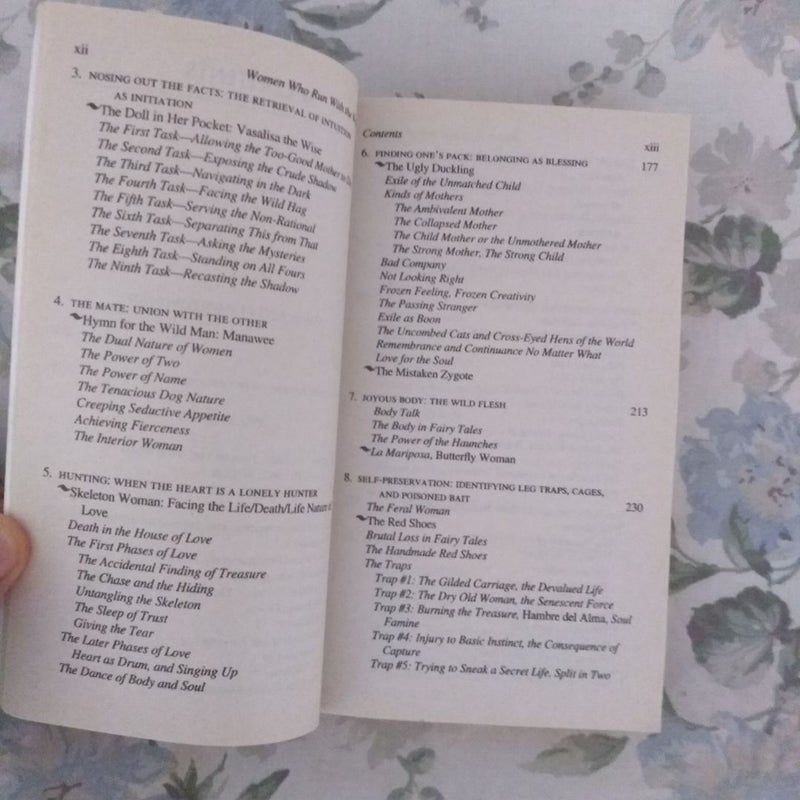 xii
Women Who Run With the
3. NOSING OUT THE FACTS: THE RETRIEVAL OF INTUITION
AS INITIATION
The Doll in Her Pocket: Vasalisa the Wise
The First Task—Allowing the Too-Good Mother to
The Second Task—Exposing the Crude Shadow
The Third Task—Navigating in the Dark
The Fourth Task—Facing the Wild Hag
The Fifth Task—Serving the Non-Rational
The Sixth Task—Separating This from That
The Seventh Task—Asking the Mysteries
The Eighth Task—Standing on All Fours
The Ninth Task—Recasting the Shadow
4. THE MATE: UNION WITH THE OTHER
Hymn for the Wild Man: Manawee
The Dual Nature of Women
The Power of Two
The Power of Name
The Tenacious Dog Nature
Creeping Seductive Appetite
Achieving Fierceness
The Interior Woman
5. HUNTING: WHEN THE HEART IS A LONELY HUNTER
Skeleton Woman: Facing the Life/Death/Life Nature
Love
Death in the House of Love
The First Phases of Love
The Accidental Finding of Treasure
The Chase and the Hiding
Untangling the Skeleton
The Sleep of Trust
Giving the Tear
The Later Phases of Love
Heart as Drum, and Singing Up
The Dance of Body and Soul
Contents xiii
6. FINDING ONE'S PACK: BELONGING AS BLESSING 177
The Ugly Duckling
Exile of the Unmatched Child
Kinds of Mothers
The Ambivalent Mother
The Collapsed Mother
The Child Mother or the Unmothered Mother
The Strong Mother, The Strong Child
Bad Company
Not Looking Right
Frozen Feeling, Frozen Creativity
The Passing Stranger
Exile as Boon
The Uncombed Cats and Cross-Eyed Hens of the World
Remembrance and Continuance No Matter What
Love for the Soul
The Mistaken Zygote
7. JOYOUS BODY: THE WILD FLESH 213
Body Talk
The Body in Fairy Tales
The Power of the Haunches
La Mariposa, Butterfly Woman
8. SELF-PRESERVATION: IDENTIFYING LEG TRAPS, CAGES,
AND POISONED BAIT 230
The Feral Woman
The Red Shoes
Brutal Loss in Fairy Tales
The Handmade Red Shoes
The Traps
Trap #1: The Gilded Carriage, the Devalued Life
Trap #2: The Dry Old Woman, the Senescent Force
Trap #3: Burning the Treasure, Hambre del Alma, Soul
Famine
Trap #4: Injury to Basic Instinct, the Consequence of
Capture
Trap #5: Trying to Sneak a Secret Life, Split in Two